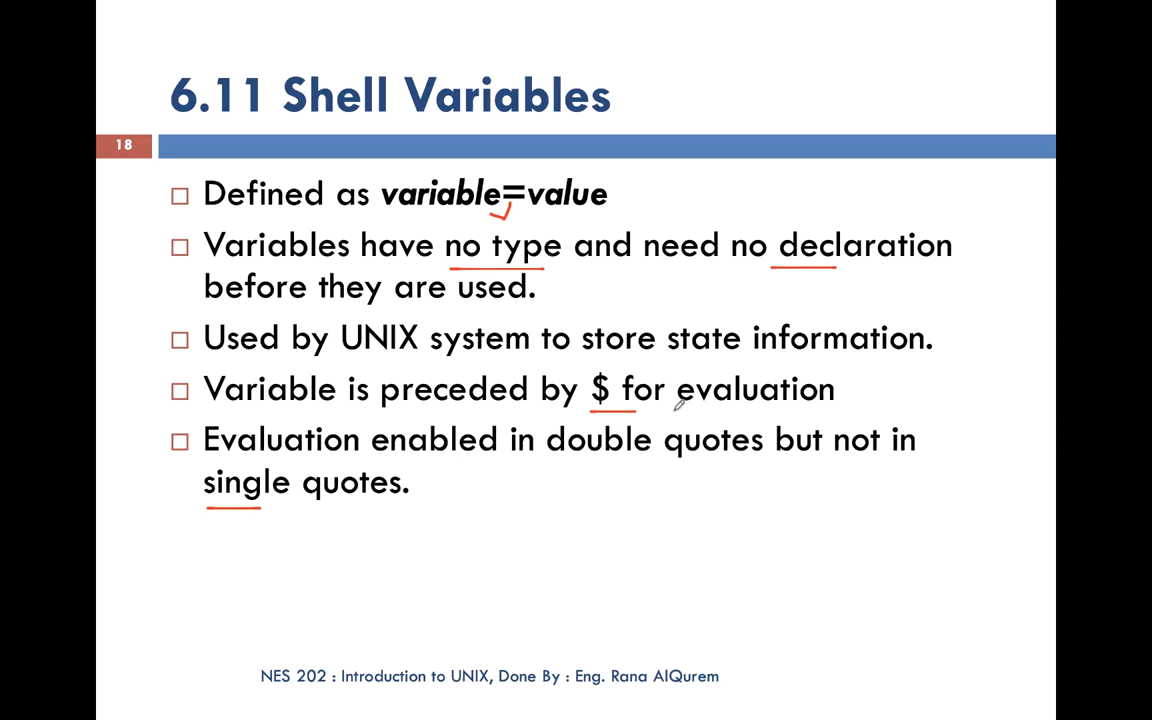 6.11 Shell Variables
18
Defined as variable=value
Variables have no type and need no declaration
before they are used.
Used by UNIX system to store state information.
Variable is preceded by $ for evaluation
Evaluation enabled in double quotes but not in
single quotes.
NES 202 : Introduction to UNIX, Done By : Eng. Rana AlQurem